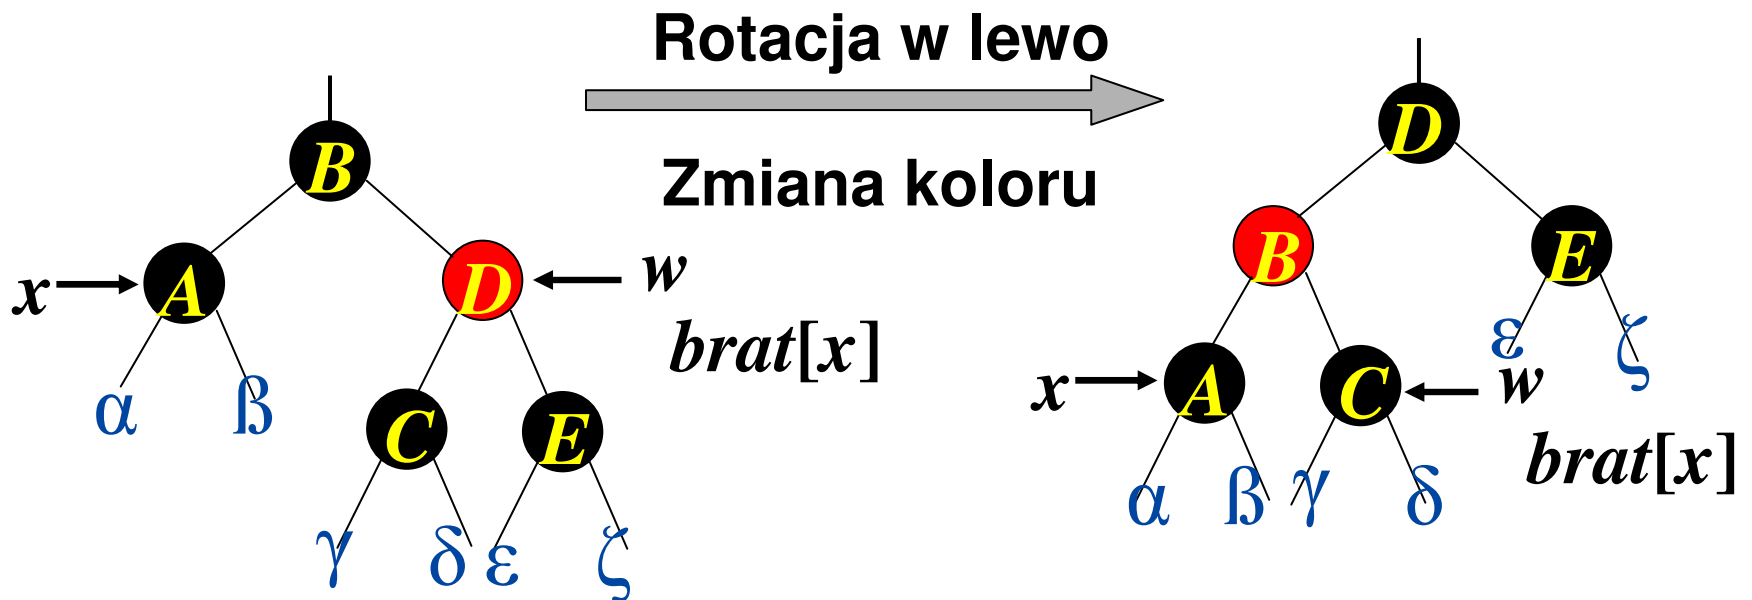 Rotacja w lewo
Zmiana koloru
B
A
D
x
w
brat[x]
α
ß
C
E
γ
δ
ε
ζ
D
B
E
ε
ζ
x
A
C
w
brat[x]
α
ß
γ
δ